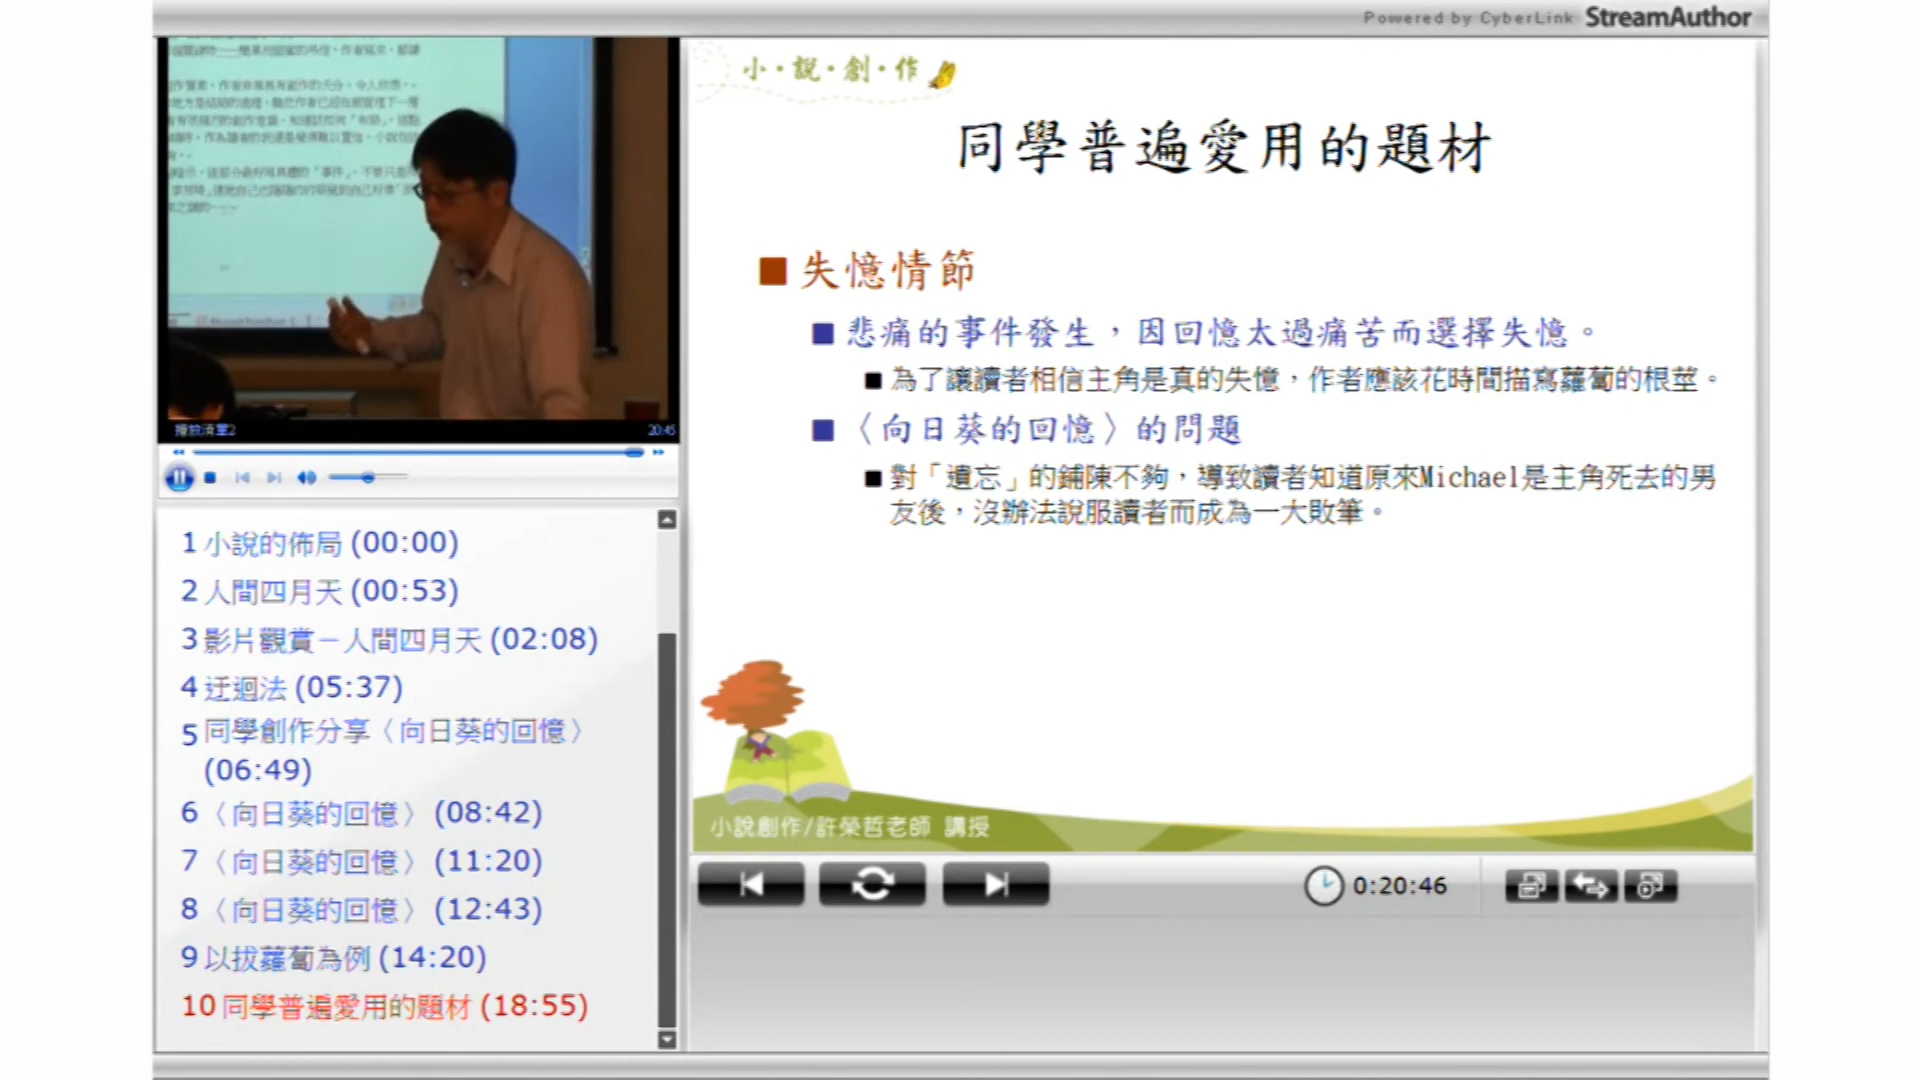 Powered by CyberLink StreamAuthor
小·說·創·作
同學普遍愛用的題材
失憶情節
悲痛的事件發生，因回憶太過痛苦而選擇失憶。
為了讓讀者相信主角是真的失憶，作者應該花時間描寫蘿蔔的根莖。
〈向日葵的回憶〉的問題
對「遺忘」的鋪陳不夠，導致讀者知道原來Michael是主角死去的男
友後，沒辦法說服讀者而成為一大敗筆。
小說創作/許榮哲老師 講授
0:20:46
播放清單2
20:45
1 小說的佈局 (00:00)
2 人間四月天 (00:53)
3 影片觀賞－人間四月天 (02:08)
4 迂迴法 (05:37)
5 同學創作分享〈向日葵的回憶〉
(06:49)
6 〈向日葵的回憶〉 (08:42)
7 〈向日葵的回憶〉 (11:20)
8 〈向日葵的回憶〉 (12:43)
9 以拔蘿蔔為例 (14:20)
10 同學普遍愛用的題材 (18:55)